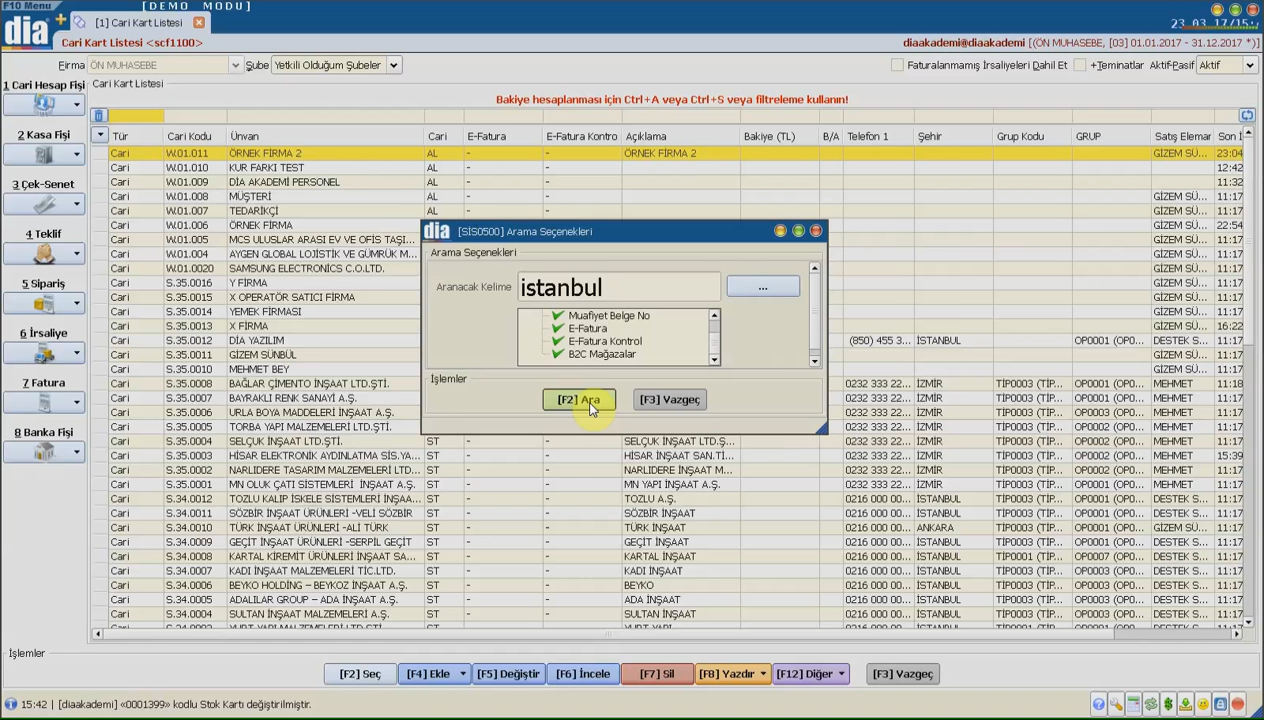 F10 Menu [DEMO MODU]
dia [1] Cari Kart Listesi
Cari Kart Listesi <scf1100> diaakademi@diaakademi [(ÖN MUHASEBE, [03] 01.01.2017 - 31.12.2017 *)]
Firma ÖN MUHASEBE Şube Yetkili Olduğum Şubeler Faturalanmamış İrsaliyeleri Dahil Et +Teminatlar Aktif-Pasif Aktif
1 Cari Hesap Fişi
2 Kasa Fişi
3 Çek-Senet
4 Teklif
5 Sipariş
6 İrsaliye
7 Fatura
8 Banka Fişi
Cari Kart Listesi
Bakiye hesaplanması için Ctrl+A veya Ctrl+S veya filtreleme kullanın!
Tür Cari Kodu Ünvan Cari E-Fatura E-Fatura Kontro Açıklama Bakiye (TL) B/A Telefon 1 Şehir Grup Kodu GRUP Satış Elemar Son İ
Cari W.01.011 ÖRNEK FİRMA 2 AL - - ÖRNEK FİRMA 2 GİZEM SÜ... 23:04
Cari W.01.010 KUR FARKI TEST AL - - 12:42
Cari W.01.009 DİA AKADEMİ PERSONEL AL - - 11:32
Cari W.01.008 MÜŞTERİ AL - - GİZEM SÜ... 11:17
Cari W.01.007 TEDARİKÇİ AL - - GİZEM SÜ... 11:17
Cari W.01.006 ÖRNEK FİRMA GİZEM SÜ... 22:54
Cari W.01.005 MCS ULUSLAR ARASI EV VE OFİS TAŞI... GİZEM SÜ... 11:17
Cari W.01.004 AYGEN GLOBAL LOJİSTİK VE GÜMRÜK M... GİZEM SÜ... 11:17
Cari W.01.0020 SAMSUNG ELECTRONICS C.O.LTD. GİZEM SÜ... 11:17
Cari S.35.0016 Y FİRMA GİZEM SÜ... 11:17
Cari S.35.0015 X OPERATÖR SATICI FİRMA GİZEM SÜ... 11:17
Cari S.35.0014 YEMEK FİRMASI GİZEM SÜ... 11:17
Cari S.35.0013 X FİRMA GİZEM SÜ... 16:22
Cari S.35.0012 DİA YAZILIM (850) 455 3... İSTANBUL OP0001 (OP0... GİZEM SÜ... 11:17
Cari S.35.0011 GİZEM SÜNBÜL GİZEM SÜ... 11:17
Cari S.35.0010 MEHMET BEY GİZEM SÜ... 11:17
Cari S.35.0008 BAĞLAR ÇİMENTO İNŞAAT LTD.ŞTİ. 0232 333 22... İZMİR TİP0003 (TİP... OP0001 (OP0... MEHMET 11:18
Cari S.35.0007 BAYRAKLI RENK SANAYİ A.Ş. 0232 333 22... İZMİR TİP0003 (TİP... OP0001 (OP0... MEHMET 11:17
Cari S.35.0006 URLA BOYA MADDELERİ İNŞAAT... 0232 333 22... İZMİR TİP0003 (TİP... OP0001 (OP0... MEHMET 11:17
Cari S.35.0005 TORBA YAPI MALZEMELERİ LTD... 0232 333 22... İZMİR TİP0003 (TİP... OP0001 (OP0... MEHMET 11:17
Cari S.35.0004 SELÇUK İNŞAAT LTD.ŞTİ. ST - - SELÇUK İNŞAAT LTD.Ş... 0232 333 22... İZMİR TİP0003 (TİP... OP0001 (OP0... MEHMET 11:17
Cari S.35.0003 HİSAR ELEKTRONİK AYDINLATMA SİS.YA... ST - - HİSAR İNŞAAT SAN.Tİ... 0232 333 22... İZMİR TİP0003 (TİP... OP0001 (OP0... MEHMET 15:39
Cari S.35.0002 NARLIDERE TASARIM MALZEMELERİ LTD... ST - - NARLIDERE İNŞAAT M... 0232 333 22... İZMİR TİP0003 (TİP... OP0001 (OP0... MEHMET 11:17
Cari S.35.0001 MN OLUK ÇATI SİSTEMLERİ İNŞAAT A.Ş. ST - - MN YAPI İNŞAAT A.Ş. 0232 333 22... İZMİR TİP0003 (TİP... OP0001 (OP0... MEHMET 11:17
Cari S.34.0012 TOZLU KALIP İSKELE SİSTEMLERİ İNŞA... ST - - TOZLU A.Ş. 0216 000 00... İSTANBUL TİP0003 (TİP... OP0003 (OP0... DESTEK S... 11:17
Cari S.34.0011 SÖZBİR İNŞAAT ÜRÜNLERİ -VELİ SÖZBİR ST - - SÖZBİR İNŞAAT 0216 000 00... İSTANBUL TİP0003 (TİP... OP0003 (OP0... DESTEK S... 11:17
Cari S.34.0010 TÜRK İNŞAAT ÜRÜNLERİ -ALİ TÜRK ST - - TÜRK İNŞAAT 0216 000 00... ANKARA TİP0003 (TİP... OP0003 (OP0... GİZEM SÜ... 11:17
Cari S.34.0009 GEÇİT İNŞAAT ÜRÜNLERİ -SERPİL GEÇİT ST - - GEÇİT İNŞAAT 0216 000 00... İSTANBUL TİP0003 (TİP... OP0003 (OP0... DESTEK S... 11:17
Cari S.34.0008 KARTAL KİREMİT ÜRÜNLERİ İNŞAAT SA... ST - - KARTAL İNŞAAT 0216 000 00... İSTANBUL TİP0001 (TİP... OP0007 (OP0... DESTEK S... 11:17
Cari S.34.0007 KADI İNŞAAT MALZEMELERİ TİC.LTD. ST - - KADI İNŞAAT 0216 000 00... İSTANBUL TİP0003 (TİP... OP0003 (OP0... DESTEK S... 11:17
Cari S.34.0006 BEYKO HOLDİNG – BEYKOZ İNŞAAT A.Ş. ST - - BEYKO 0216 000 00... İSTANBUL TİP0003 (TİP... OP0003 (OP0... DESTEK S... 11:17
Cari S.34.0005 ADALILAR GROUP – ADA İNŞAAT A.Ş. ST - - ADA İNŞAAT 0216 000 00... İSTANBUL TİP0003 (TİP... OP0003 (OP0... DESTEK S... 11:17
Cari S.34.0004 SULTAN İNŞAAT MALZEMELERİ A.Ş. ST - - SULTAN İNŞAAT 0216 000 00... İSTANBUL TİP0003 (TİP... OP0003 (OP0... DESTEK S... 11:17
dia [SİS0500] Arama Seçenekleri
Arama Seçenekleri
Aranacak Kelime istanbul ...
Muafiyet Belge No
E-Fatura
E-Fatura Kontrol
B2C Mağazalar
İşlemler
[F2] Ara [F3] Vazgeç
İşlemler
[F2] Seç [F4] Ekle [F5] Değiştir [F6] İncele [F7] Sil [F8] Yazdır [F12] Diğer [F3] Vazgeç
15:42 | [diaakademi] «0001399» kodlu Stok Kartı değiştirilmiştir.